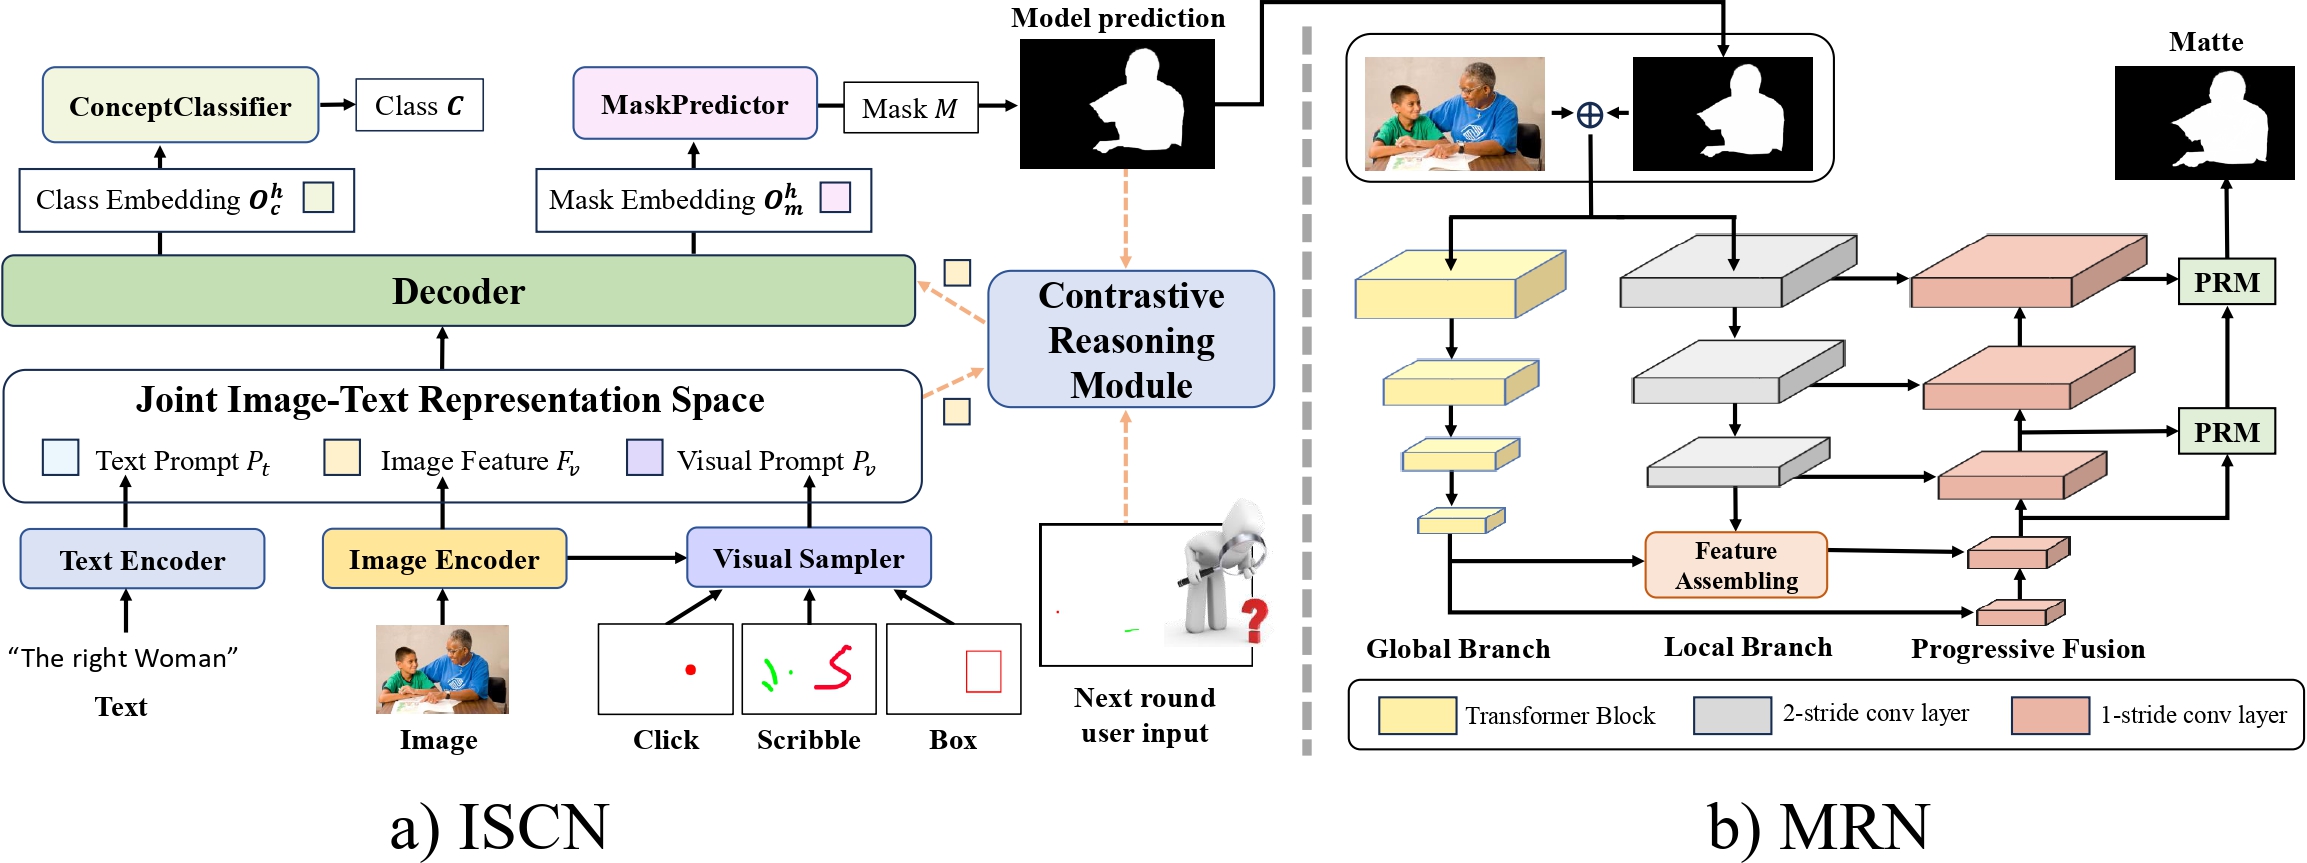 Model prediction
ConceptClassifier
Class C
MaskPredictor
Mask M
Class Embedding O_c^h
Mask Embedding O_m^h
Decoder
Contrastive
Reasoning
Module
Joint Image-Text Representation Space
Text Prompt P_t
Image Feature F_v
Visual Prompt P_v
Text Encoder
Image Encoder
Visual Sampler
“The right Woman”
Text
Image
Click
Scribble
Box
?
Next round
user input
a) ISCN
Matte
PRM
PRM
Feature
Assembling
Global Branch
Local Branch
Progressive Fusion
Transformer Block
2-stride conv layer
1-stride conv layer
b) MRN